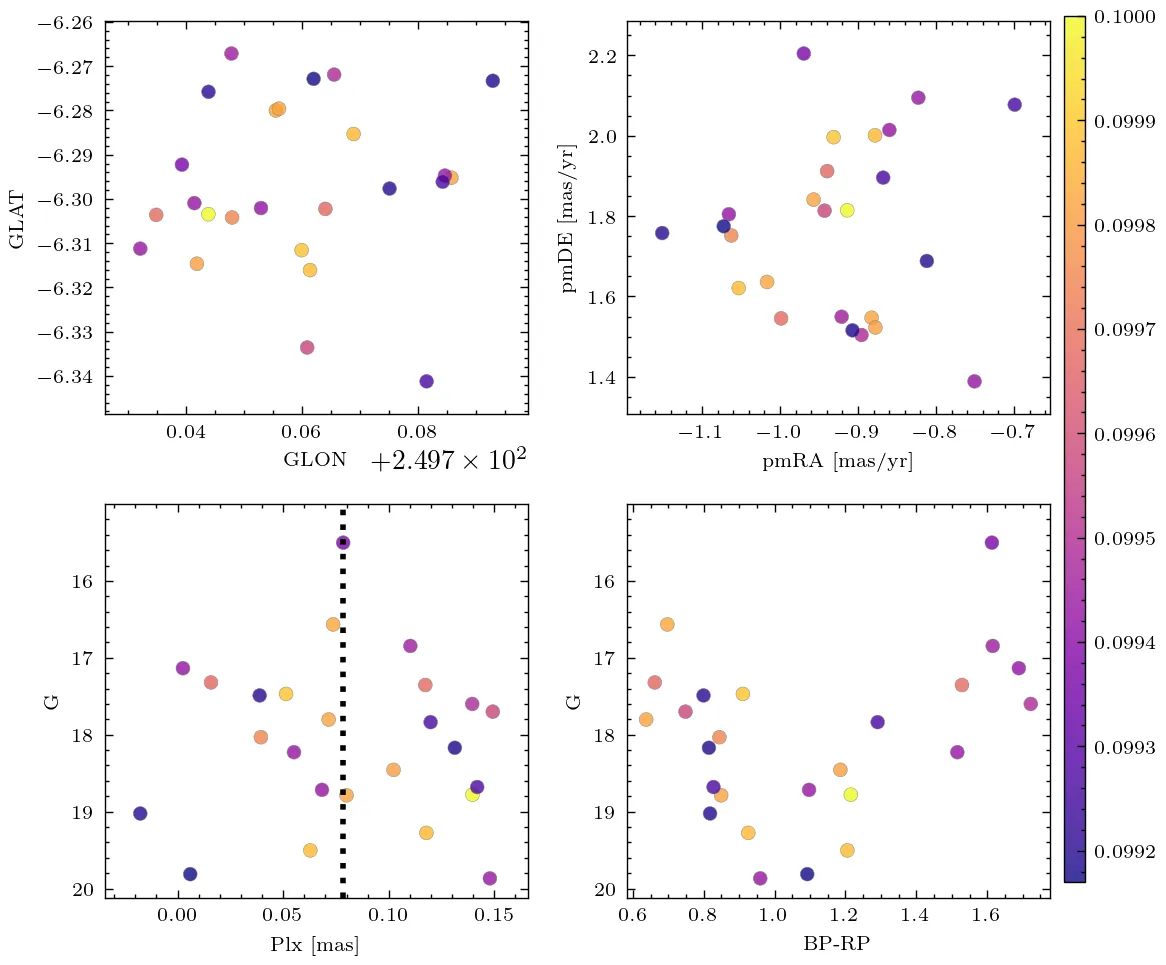 −6.26
−6.27
−6.28
−6.29
−6.30
−6.31
−6.32
−6.33
−6.34
GLAT
0.04 0.06 0.08
GLON +2.497 × 10²
2.2
2.0
1.8
1.6
1.4
pmDE [mas/yr]
−1.1 −1.0 −0.9 −0.8 −0.7
pmRA [mas/yr]
16
17
18
19
20
G
0.00 0.05 0.10 0.15
Plx [mas]
16
17
18
19
20
G
0.6 0.8 1.0 1.2 1.4 1.6
BP-RP
0.1000
0.0999
0.0998
0.0997
0.0996
0.0995
0.0994
0.0993
0.0992